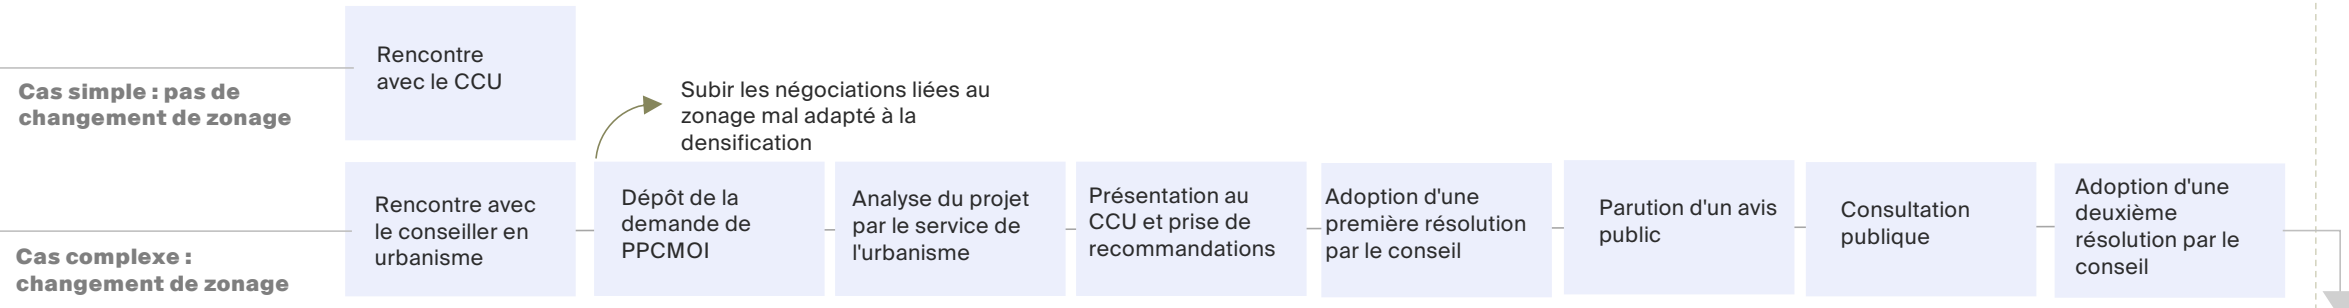 Cas simple : pas de
changement de zonage
Rencontre
avec le CCU
Subir les négociations liées au
zonage mal adapté à la
densification
Cas complexe :
changement de zonage
Rencontre avec
le conseiller en
urbanisme
Dépôt de la
demande de
PPCMOI
Analyse du projet
par le service de
l'urbanisme
Présentation au
CCU et prise de
recommandations
Adoption d'une
première résolution
par le conseil
Parution d'un avis
public
Consultation
publique
Adoption d'une
deuxième
résolution par le
conseil